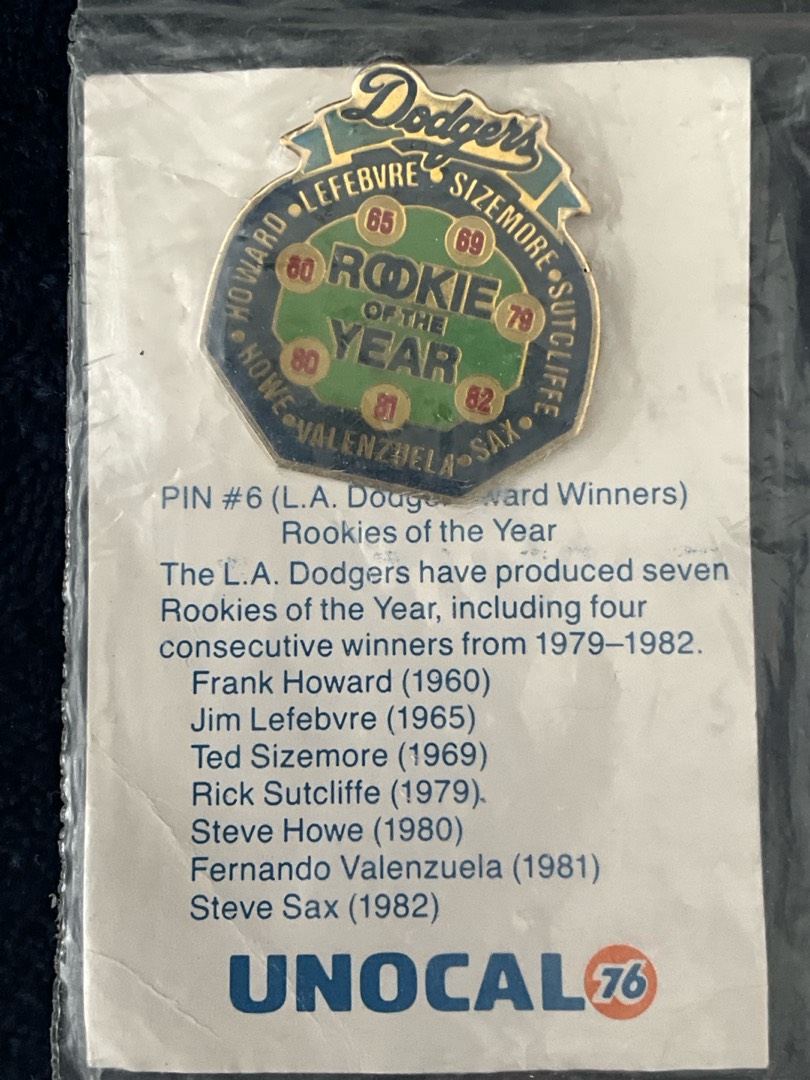 Dodgers
HOWARD • LEFEBVRE • SIZEMORE • SUTCLIFFE
60 65 69 79
ROOKIE
OF THE
YEAR
80 81 82
• HOWE • VALENZUELA • SAX •
PIN #6 (L.A. Winners)
Rookies of the Year
The L.A. Dodgers have produced seven
Rookies of the Year, including four
consecutive winners from 1979–1982.
Frank Howard (1960)
Jim Lefebvre (1965)
Ted Sizemore (1969)
Rick Sutcliffe (1979).
Steve Howe (1980)
Fernando Valenzuela (1981)
Steve Sax (1982)
UNOCAL 76